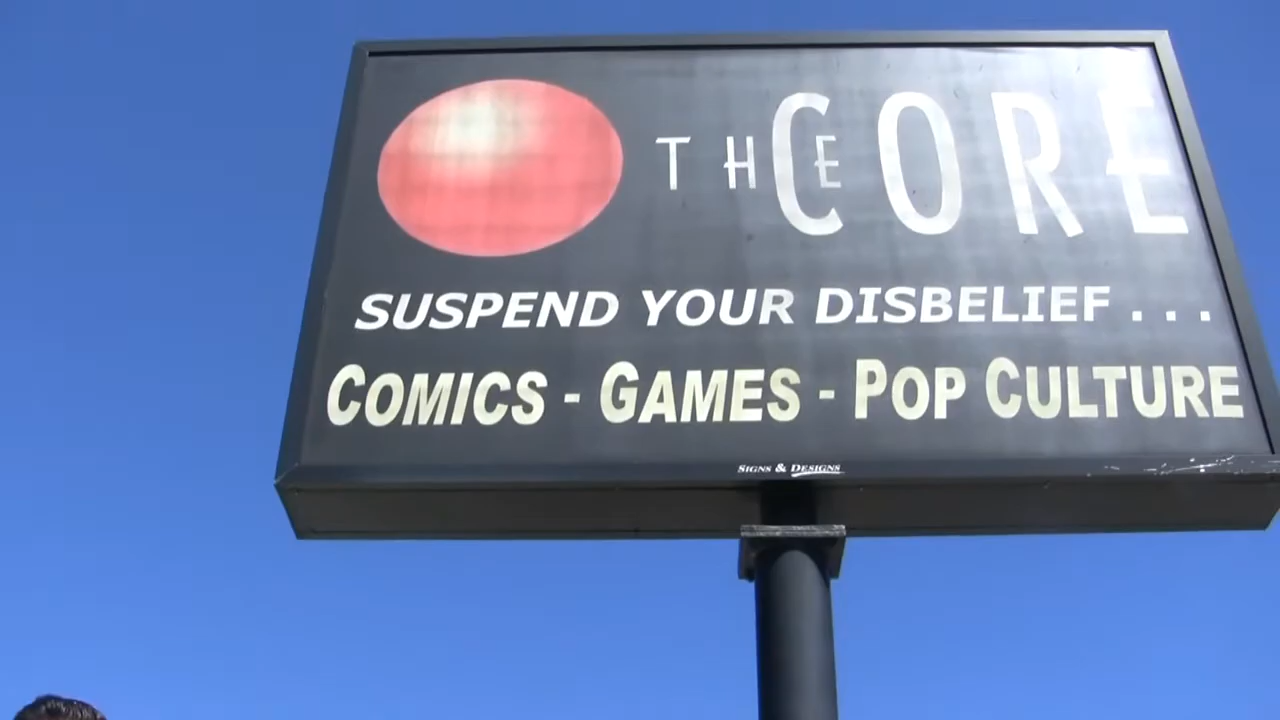 THE CORE
SUSPEND YOUR DISBELIEF . . .
COMICS - GAMES - POP CULTURE
SIGNS & DESIGNS